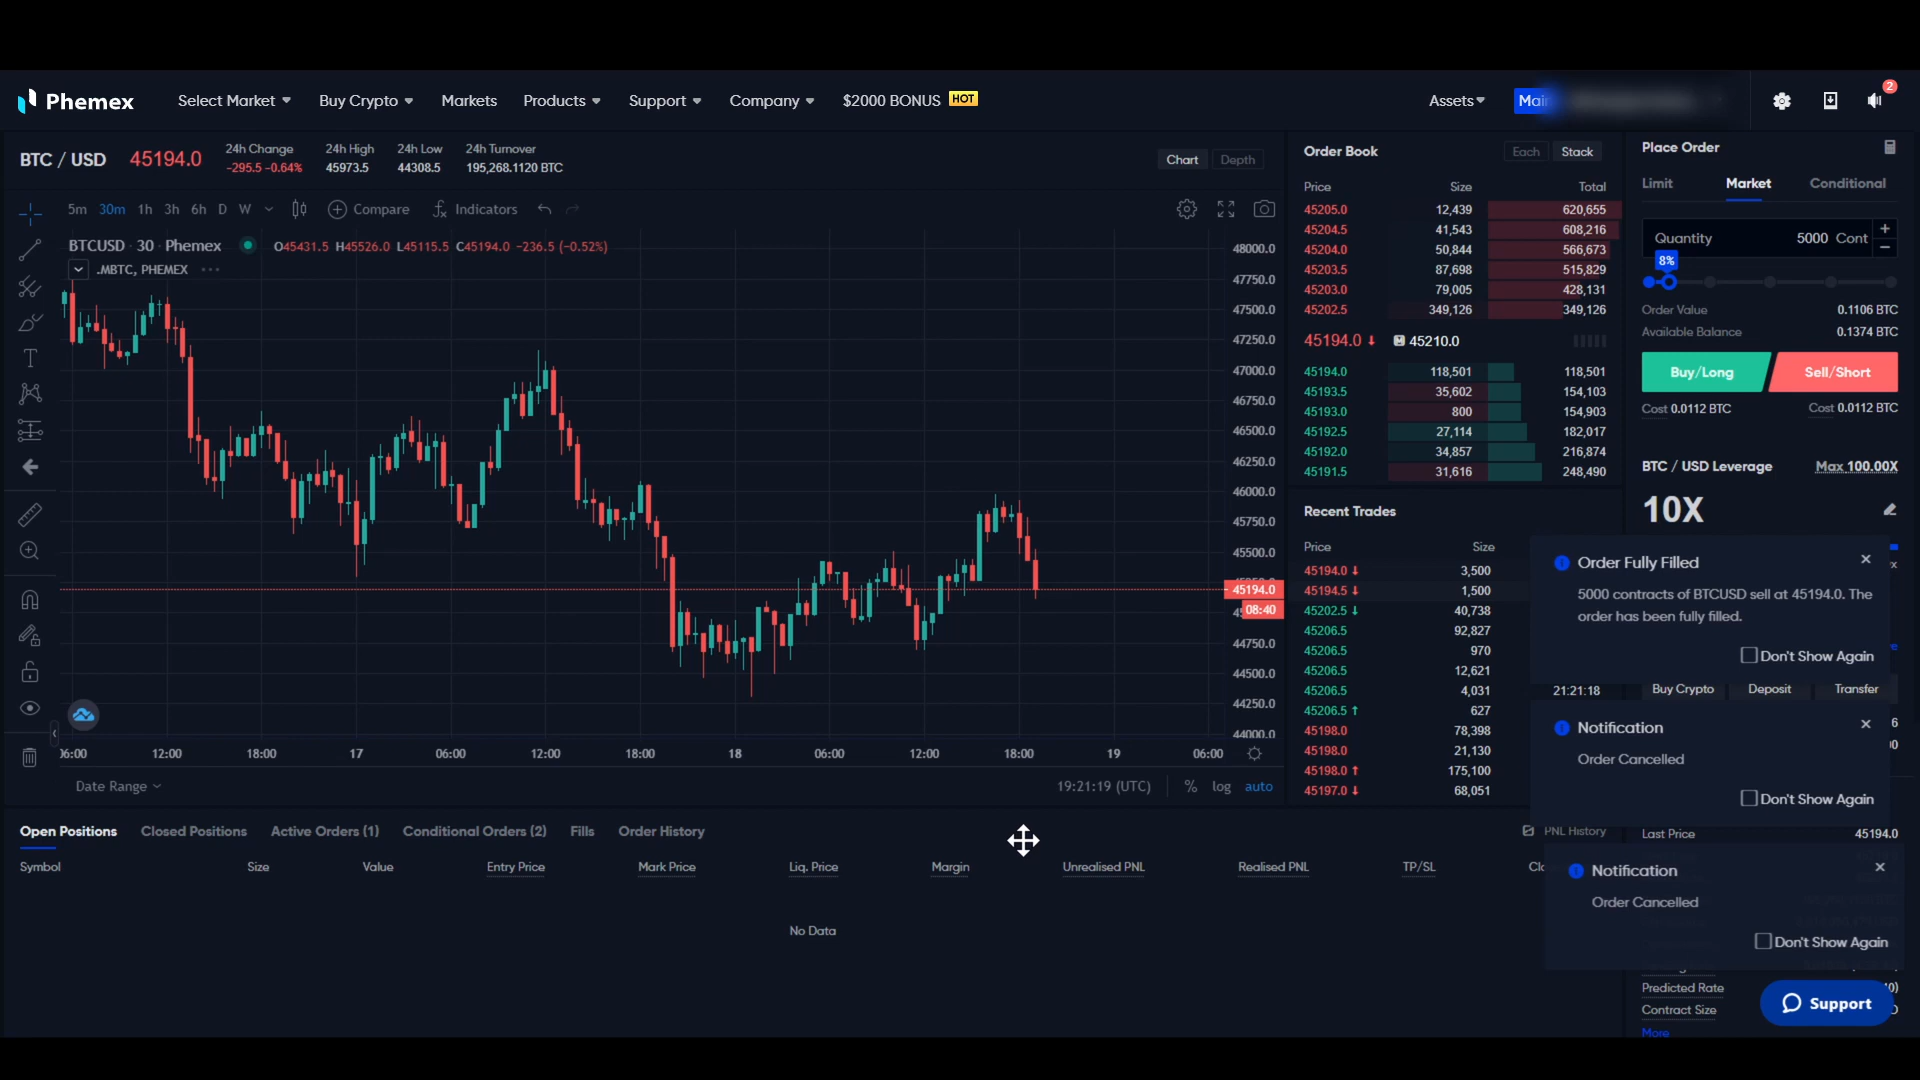 Phemex
Select Market
Buy Crypto
Markets
Products
Support
Company
$2000 BONUS HOT
Assets
Main
2
BTC / USD 45194.0
24h Change
-295.5 -0.64%
24h High
45973.5
24h Low
44308.5
24h Turnover
195,268.1120 BTC
Chart Depth
5m 30m 1h 3h 6h D W
Compare
Indicators
BTCUSD · 30 · Phemex
O45431.5 H45526.0 L45115.5 C45194.0 -236.5 (-0.52%)
.MBTC, PHEMEX
48000.0
47750.0
47500.0
47250.0
47000.0
46750.0
46500.0
46250.0
46000.0
45750.0
45500.0
45194.0
08:40
44750.0
44500.0
44250.0
44000.0
06:00 12:00 18:00 17 06:00 12:00 18:00 18 06:00 12:00 18:00 19 06:00
Date Range
19:21:19 (UTC) % log auto
Order Book
Each Stack
Price Size Total
45205.0 12,439 620,655
45204.5 41,543 608,216
45204.0 50,844 566,673
45203.5 87,698 515,829
45203.0 79,005 428,131
45202.5 349,126 349,126
45194.0 ↓ M 45210.0
45194.0 118,501 118,501
45193.5 35,602 154,103
45193.0 800 154,903
45192.5 27,114 182,017
45192.0 34,857 216,874
45191.5 31,616 248,490
Recent Trades
Price Size
45194.0 ↓ 3,500
45194.5 ↓ 1,500
45202.5 ↓ 40,738
45206.5 92,827
45206.5 970
45206.5 12,621
45206.5 4,031 21:21:18
45206.5 ↑ 627
45198.0 78,398
45198.0 21,130
45198.0 ↑ 175,100
45197.0 ↓ 68,051
Place Order
Limit Market Conditional
Quantity 5000 Cont + −
8%
Order Value 0.1106 BTC
Available Balance 0.1374 BTC
Buy/Long Sell/Short
Cost 0.0112 BTC Cost 0.0112 BTC
BTC / USD Leverage Max 100.00X
10X
Order Fully Filled
5000 contracts of BTCUSD sell at 45194.0. The
order has been fully filled.
Don't Show Again
Buy Crypto Deposit Transfer
Notification
Order Cancelled
Don't Show Again
Last Price 45194.0
Notification
Order Cancelled
Don't Show Again
Predicted Rate
Contract Size
More
Support
Open Positions Closed Positions Active Orders (1) Conditional Orders (2) Fills Order History
PNL History
Symbol Size Value Entry Price Mark Price Liq. Price Margin Unrealised PNL Realised PNL TP/SL
No Data